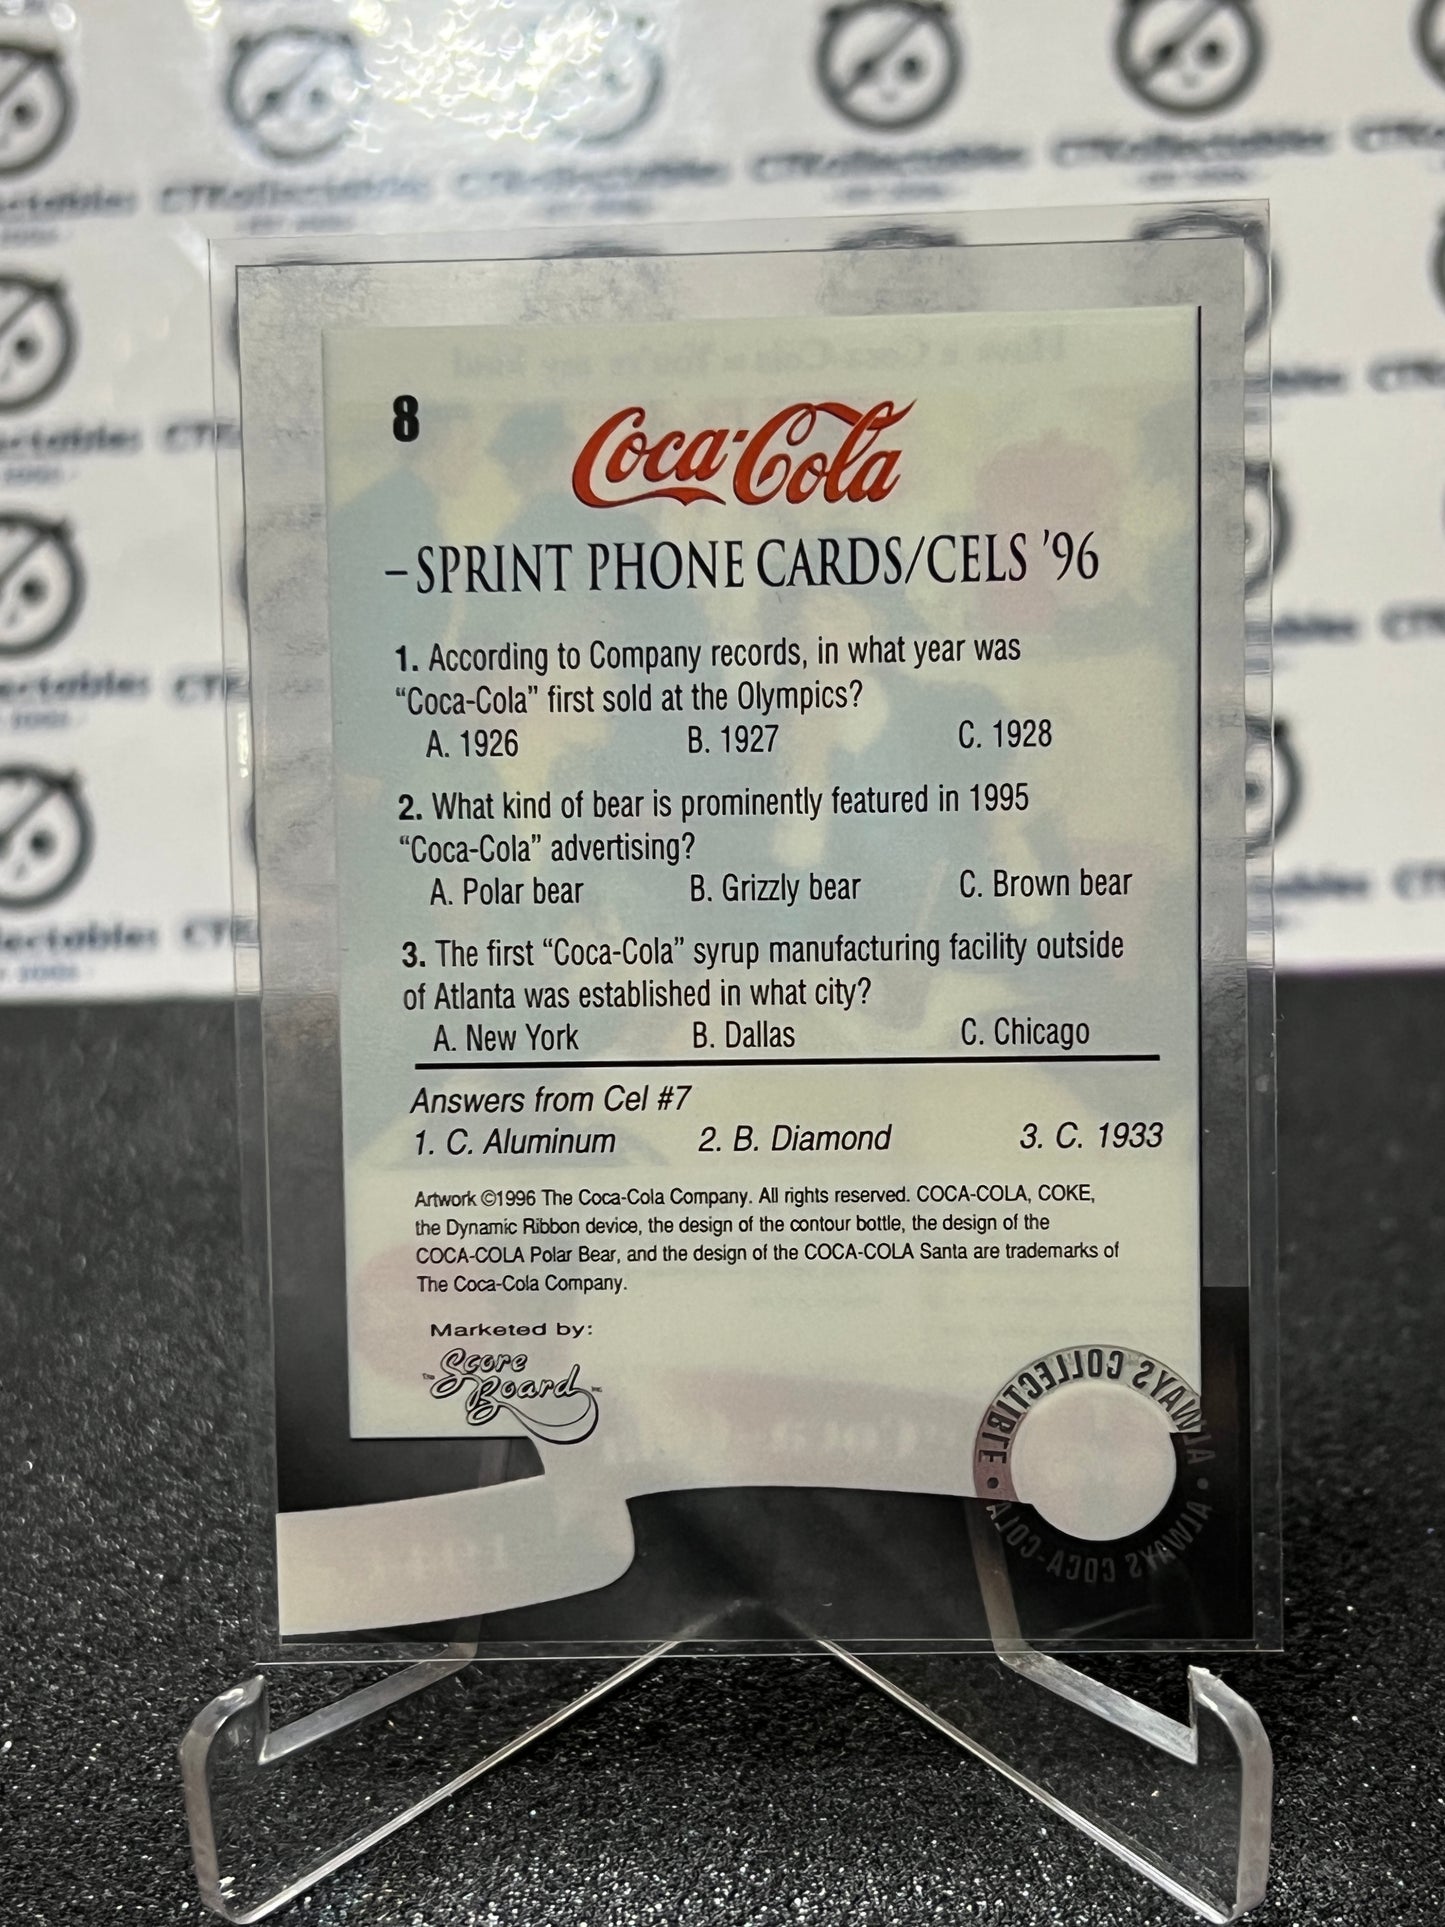 8
Coca-Cola
–SPRINT PHONE CARDS/CELS ’96
1. According to Company records, in what year was
“Coca-Cola” first sold at the Olympics?
A. 1926 B. 1927 C. 1928
2. What kind of bear is prominently featured in 1995
“Coca-Cola” advertising?
A. Polar bear B. Grizzly bear C. Brown bear
3. The first “Coca-Cola” syrup manufacturing facility outside
of Atlanta was established in what city?
A. New York B. Dallas C. Chicago
Answers from Cel #7
1. C. Aluminum 2. B. Diamond 3. C. 1933
Artwork ©1996 The Coca-Cola Company. All rights reserved. COCA-COLA, COKE,
the Dynamic Ribbon device, the design of the contour bottle, the design of the
COCA-COLA Polar Bear, and the design of the COCA-COLA Santa are trademarks of
The Coca-Cola Company.
Marketed by:
The Score
Board
ALWAYS COLLECTIBLE • ALWAYS COCA-COLA •